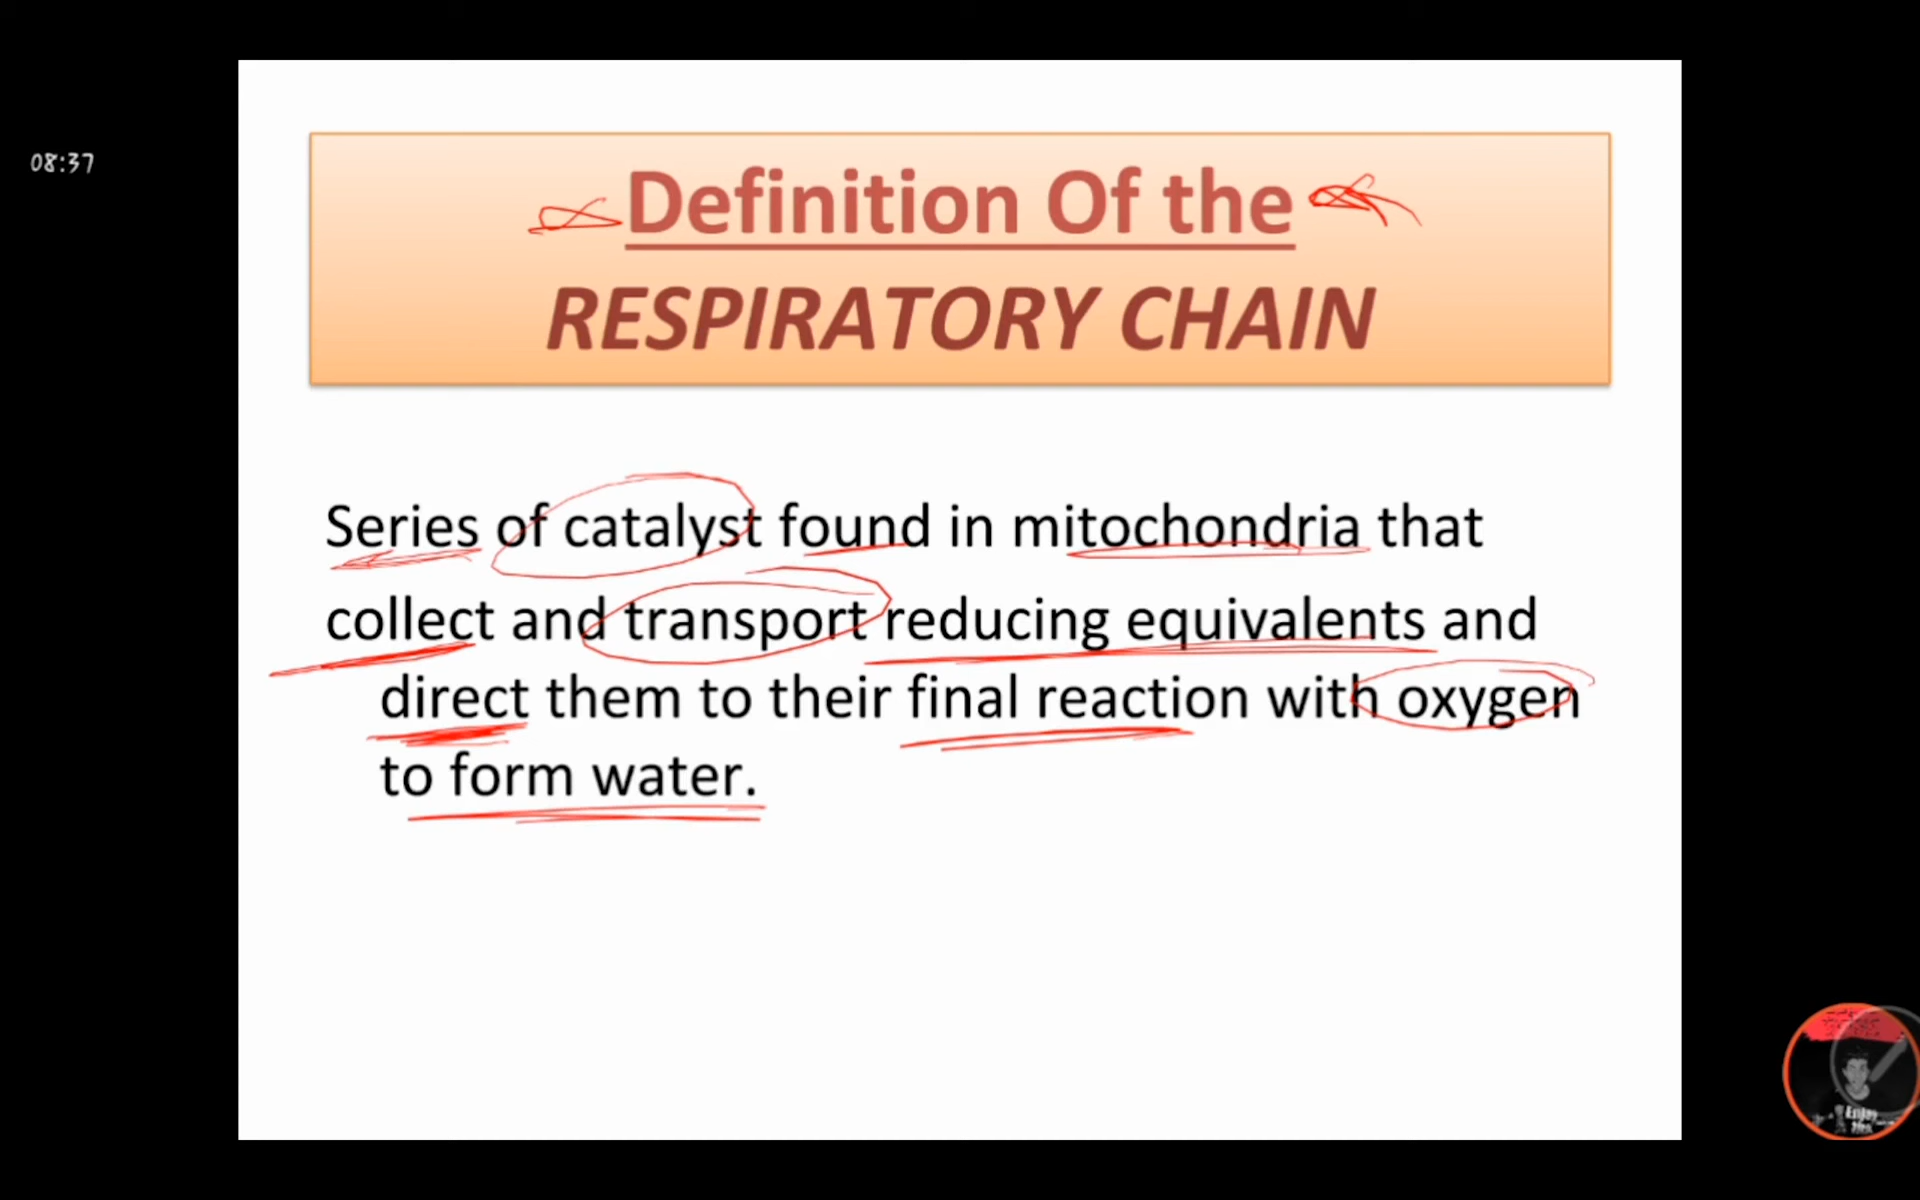 08:37
Definition Of the
RESPIRATORY CHAIN
Series of catalyst found in mitochondria that
collect and transport reducing equivalents and
direct them to their final reaction with oxygen
to form water.
Enjoy